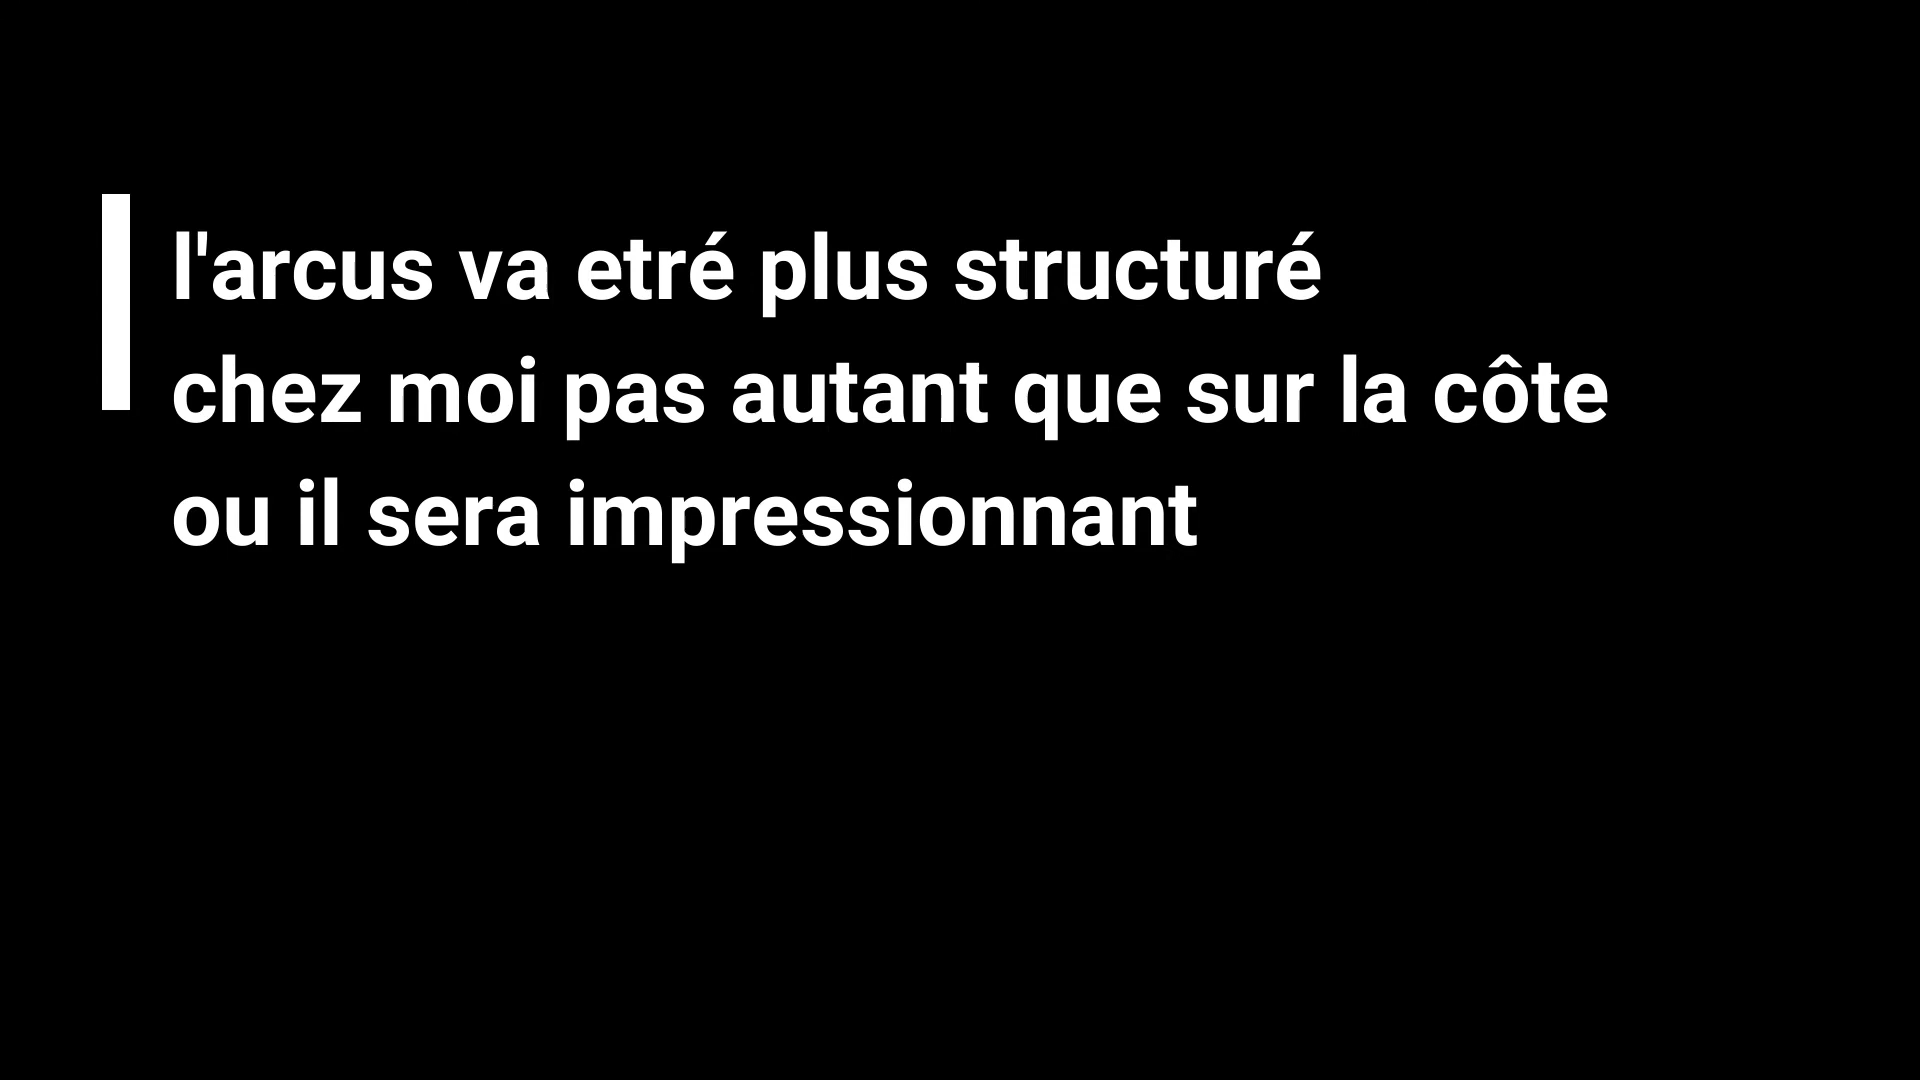 l'arcus va etré plus structuré
chez moi pas autant que sur la côte
ou il sera impressionnant